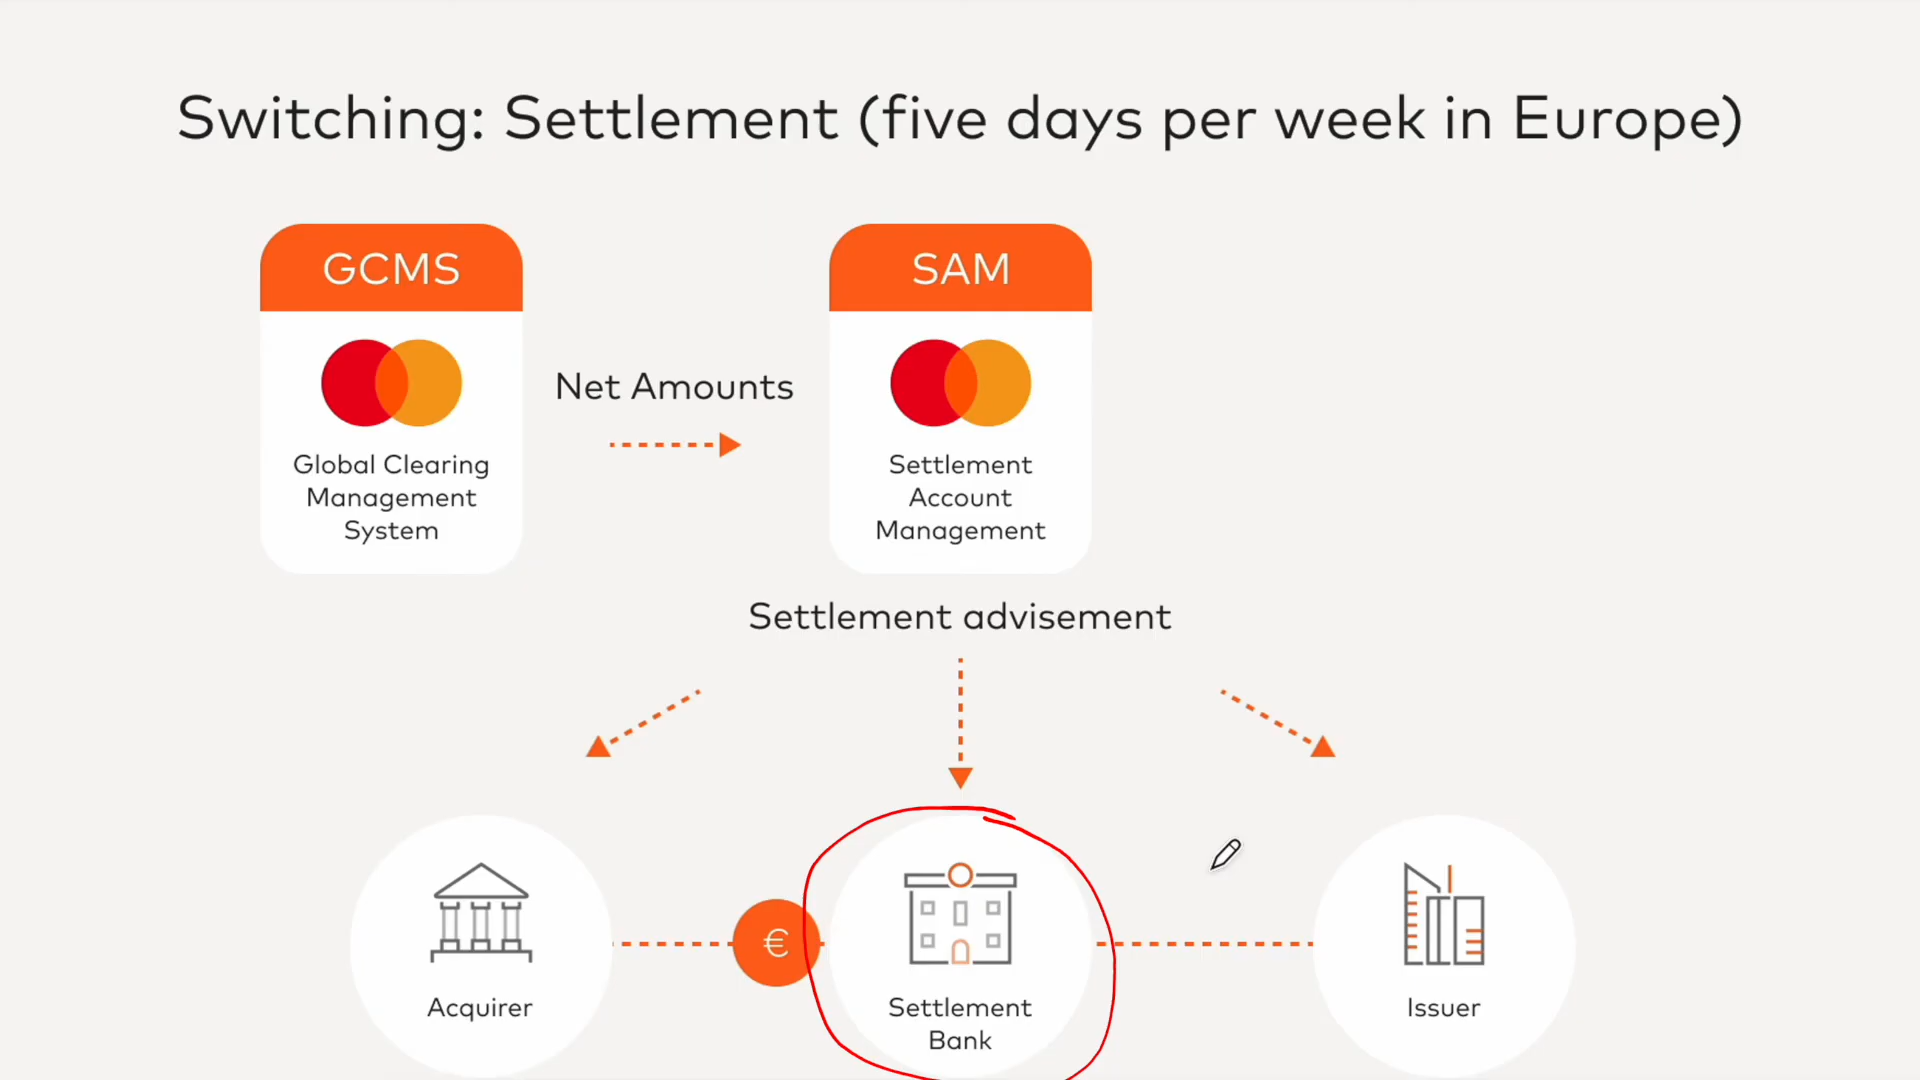 Switching: Settlement (five days per week in Europe)
GCMS
Global Clearing
Management
System
Net Amounts
SAM
Settlement
Account
Management
Settlement advisement
Acquirer
€
Settlement
Bank
Issuer